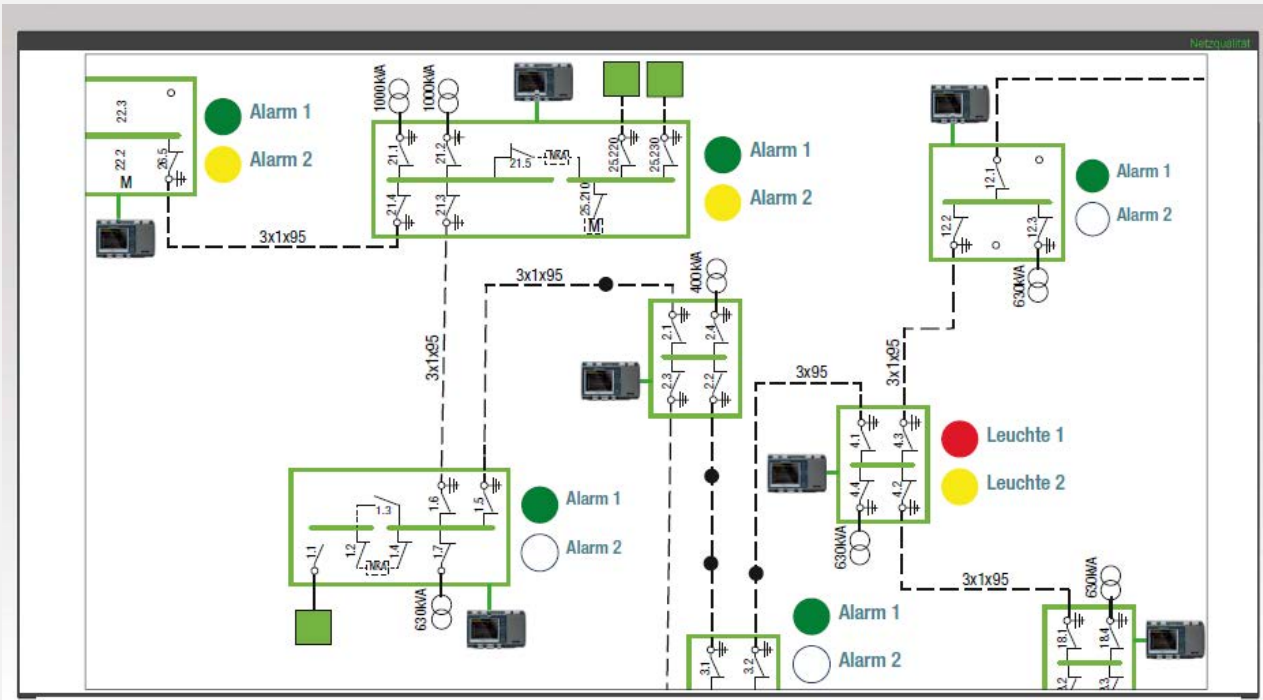 Netzqualität
22.3
22.2
M
26.5
Alarm 1
Alarm 2
3x1x95
1000kVA
1000kVA
21.1
21.2
21.4
21.3
21.5
NRA
25.220
25.230
25.210
M
Alarm 1
Alarm 2
12.1
12.2
12.3
630kVA
Alarm 1
Alarm 2
3x1x95
3x1x95
400kVA
2.1
2.4
2.3
2.2
3x95
3x1x95
4.1
4.3
4.4
4.2
630kVA
Leuchte 1
Leuchte 2
1.1
1.2
1.3
1.4
NRA
1.6
1.5
1.7
630kVA
Alarm 1
Alarm 2
3x1x95
630kVA
18.1
18.4
3.1
3.2
Alarm 1
Alarm 2